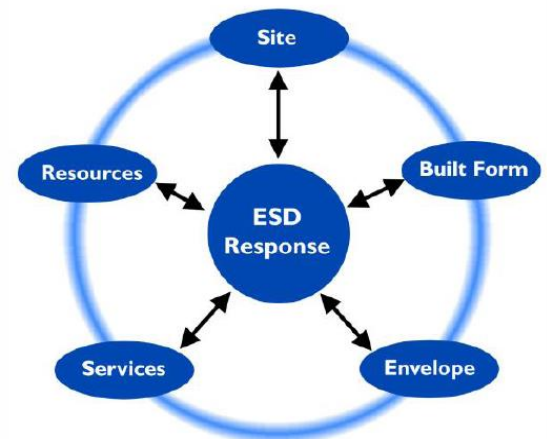 Site
Resources
Built Form
ESD
Response
Services
Envelope